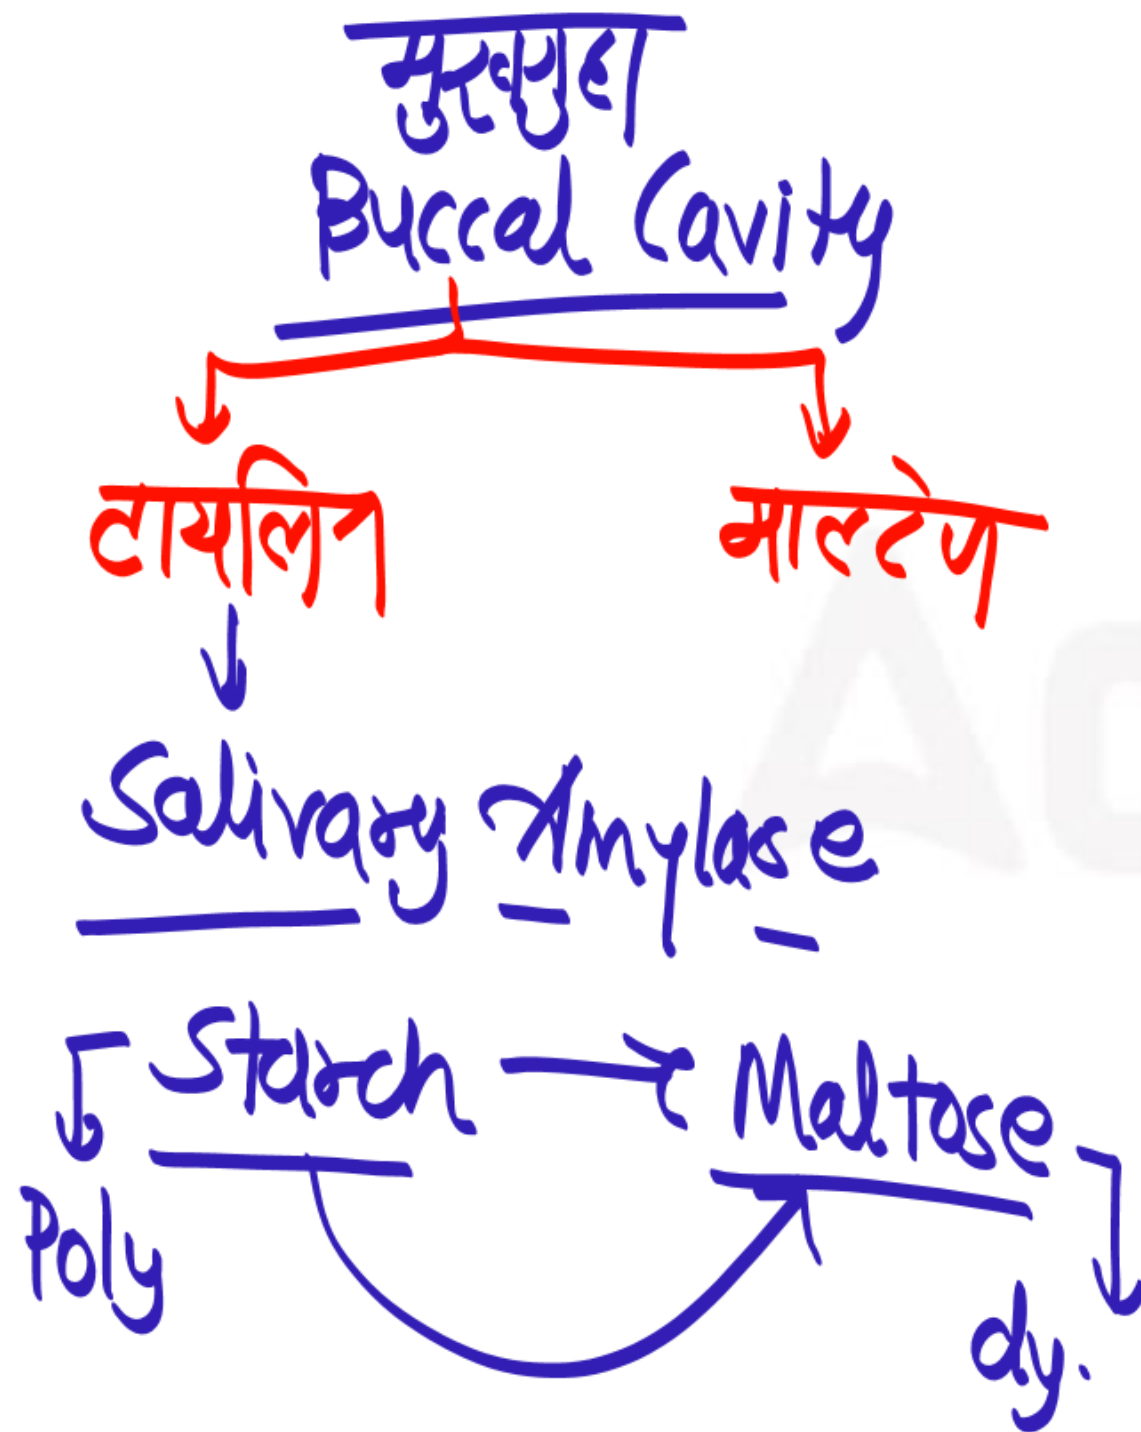 मुखगुहा
Buccal Cavity
टायलिन माल्टेज
Salivary Amylase
Starch → Maltose
Poly dy.